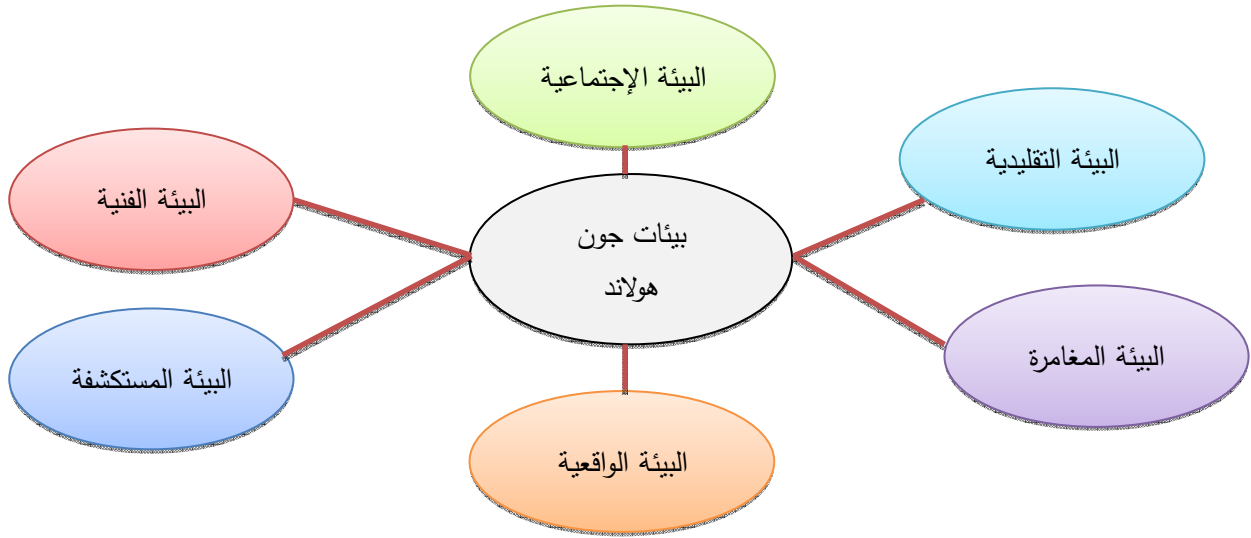 البيئة الإجتماعية
البيئة التقليدية
البيئة الفنية
بيئات جون
هولاند
البيئة المغامرة
البيئة المستكشفة
البيئة الواقعية